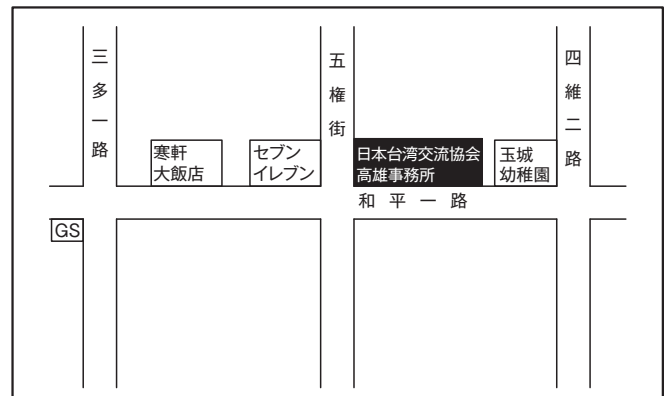 三多一路
五権街
四維二路
寒軒
大飯店
セブン
イレブン
日本台湾交流協会
高雄事務所
玉城
幼稚園
和平一路
GS